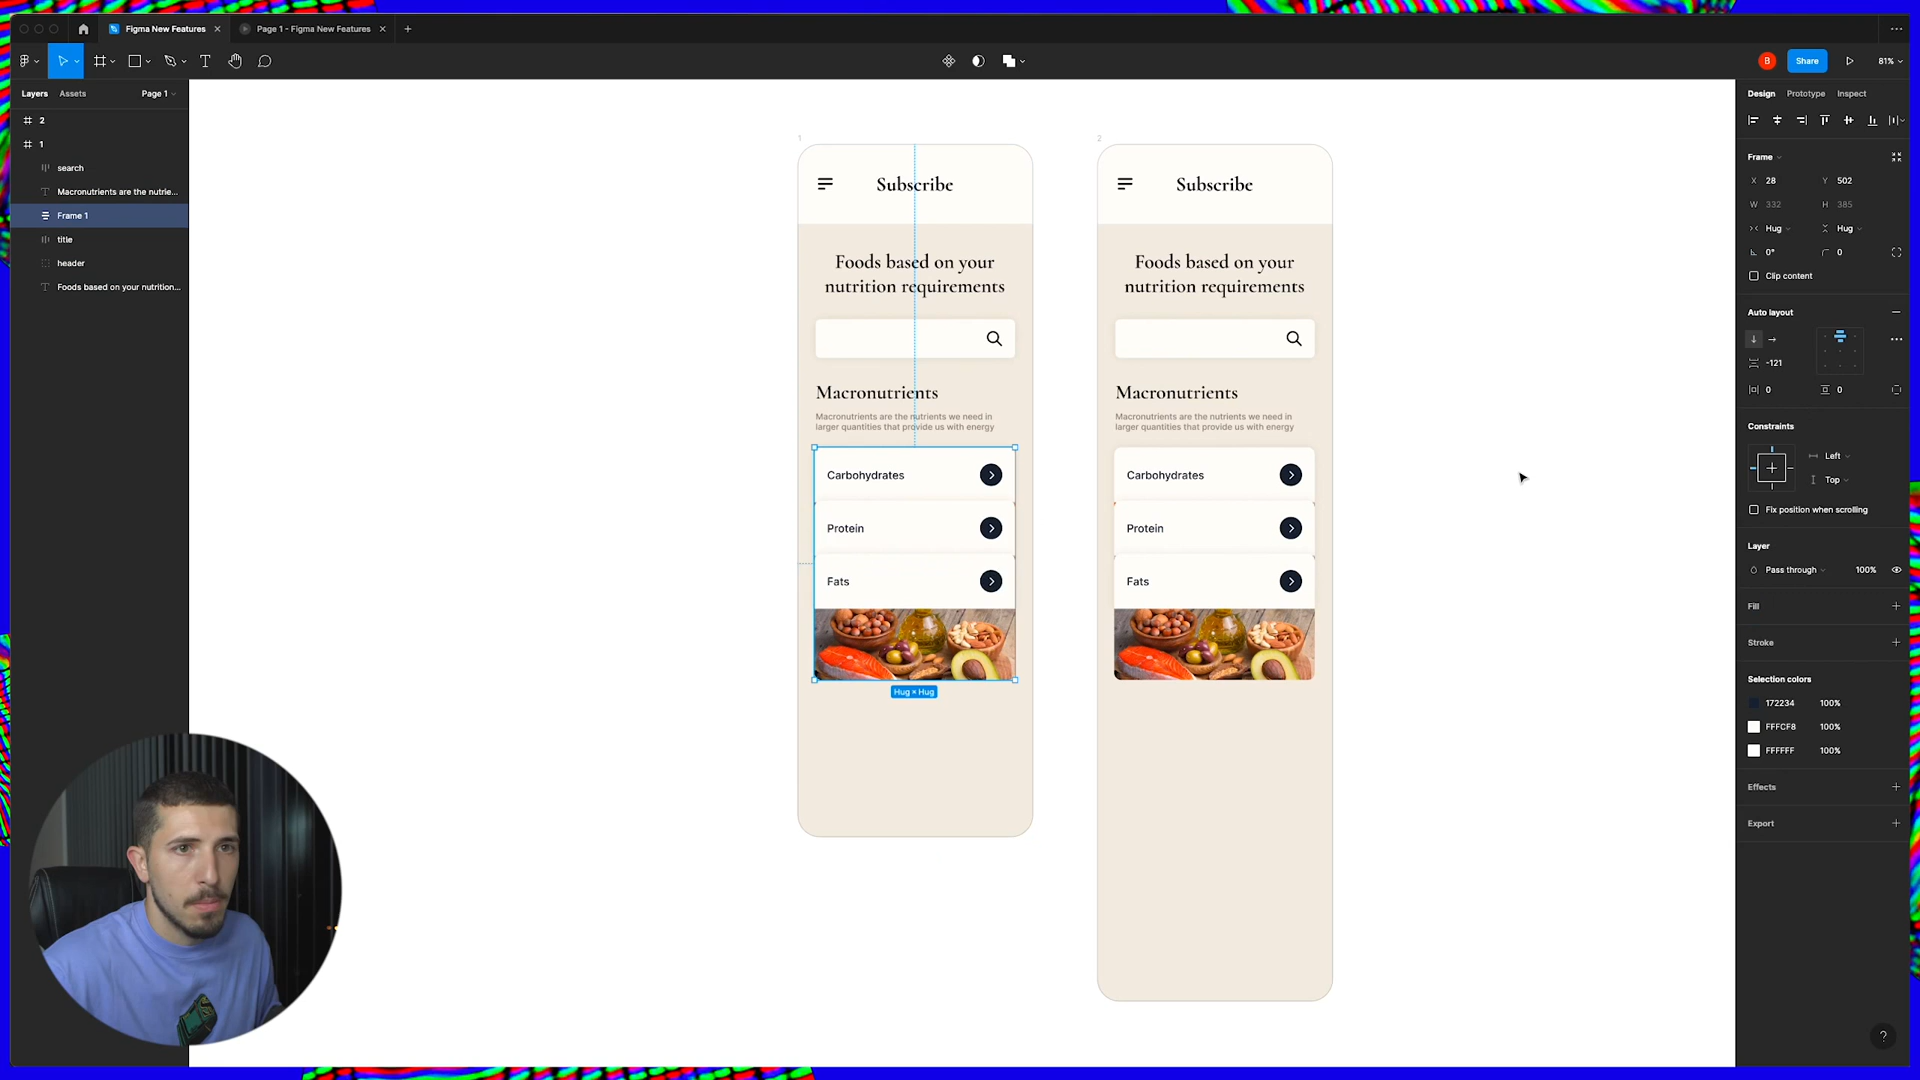 Figma New Features
Page 1 - Figma New Features
Share
81%
B
Layers
Assets
Page 1
2
1
search
Macronutrients are the nutrie...
Frame 1
title
header
Foods based on your nutrition...
1
Subscribe
Foods based on your
nutrition requirements
Macronutrients
Macronutrients are the nutrients we need in
larger quantities that provide us with energy
Carbohydrates
Protein
Fats
Hug × Hug
2
Subscribe
Foods based on your
nutrition requirements
Macronutrients
Macronutrients are the nutrients we need in
larger quantities that provide us with energy
Carbohydrates
Protein
Fats
Design
Prototype
Inspect
Frame
X 28
Y 502
W 332
H 385
Hug
Hug
0°
0
Clip content
Auto layout
-121
0
0
Constraints
Left
Top
Fix position when scrolling
Layer
Pass through
100%
Fill
Stroke
Selection colors
172234 100%
FFFCF8 100%
FFFFFF 100%
Effects
Export
?